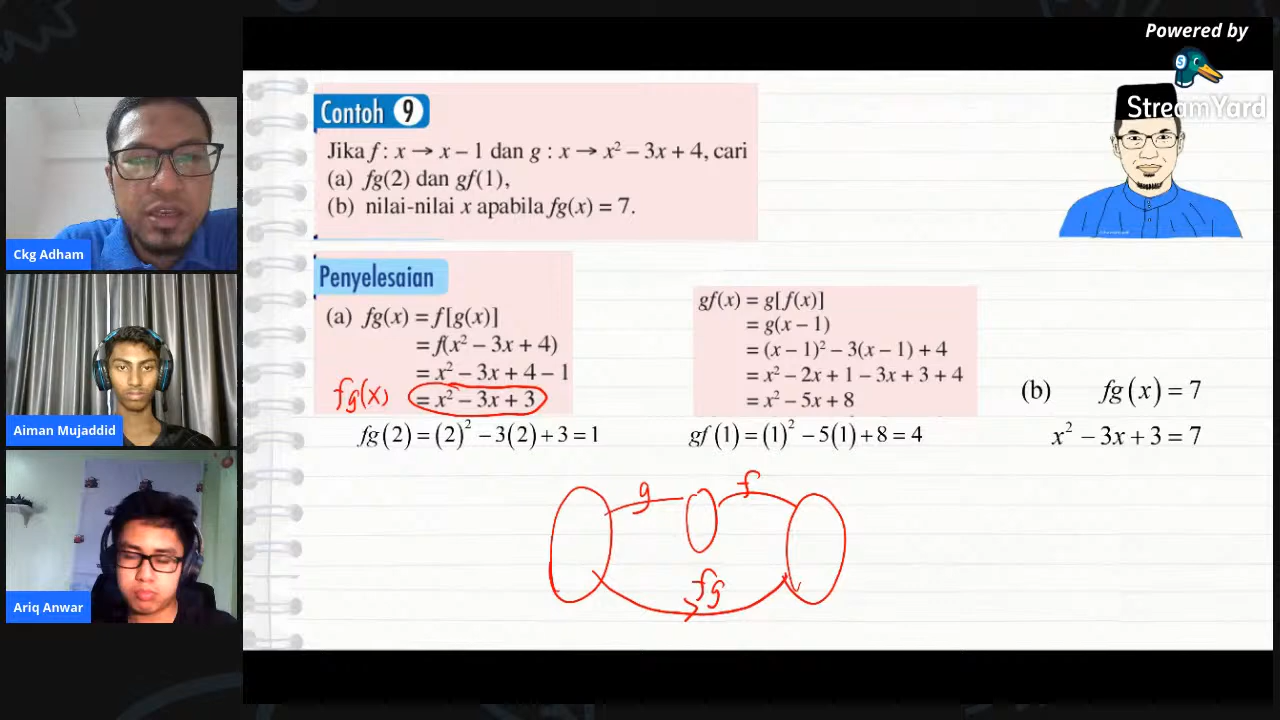 Powered by
StreamYard
Contoh 9
Jika f : x → x − 1 dan g : x → x² − 3x + 4, cari
(a) fg(2) dan gf(1),
(b) nilai-nilai x apabila fg(x) = 7.
Ckg Adham
Penyelesaian
(a) fg(x) = f[g(x)]
= f(x² − 3x + 4)
= x² − 3x + 4 − 1
fg(x) = x² − 3x + 3
fg(2) = (2)² − 3(2) + 3 = 1
gf(x) = g[f(x)]
= g(x − 1)
= (x − 1)² − 3(x − 1) + 4
= x² − 2x + 1 − 3x + 3 + 4
= x² − 5x + 8
gf(1) = (1)² − 5(1) + 8 = 4
(b) fg(x) = 7
x² − 3x + 3 = 7
Aiman Mujaddid
g f
fg
Ariq Anwar